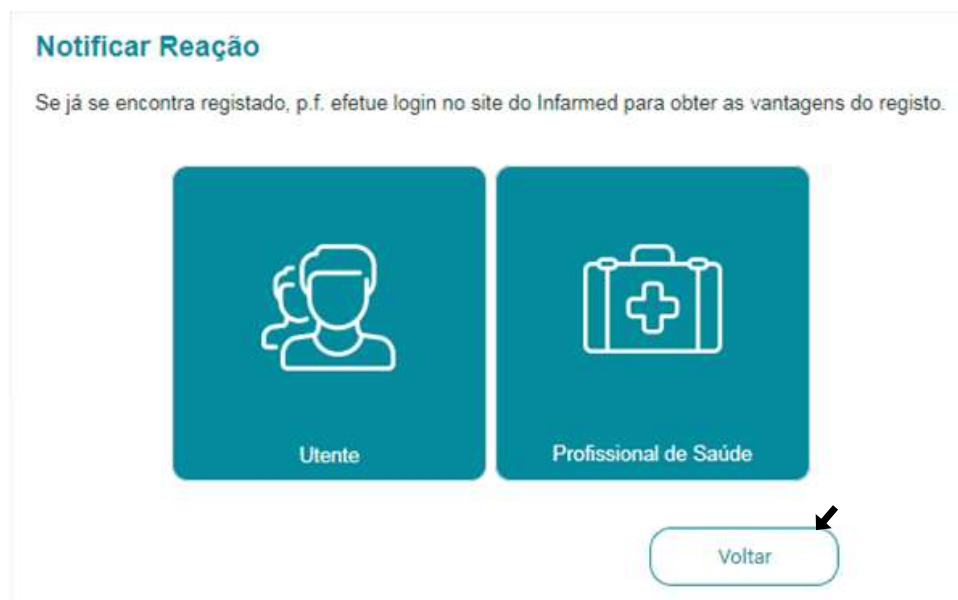 Notificar Reação
Se já se encontra registado, p.f. efetue login no site do Infarmed para obter as vantagens do registo.
Utente
Profissional de Saúde
Voltar